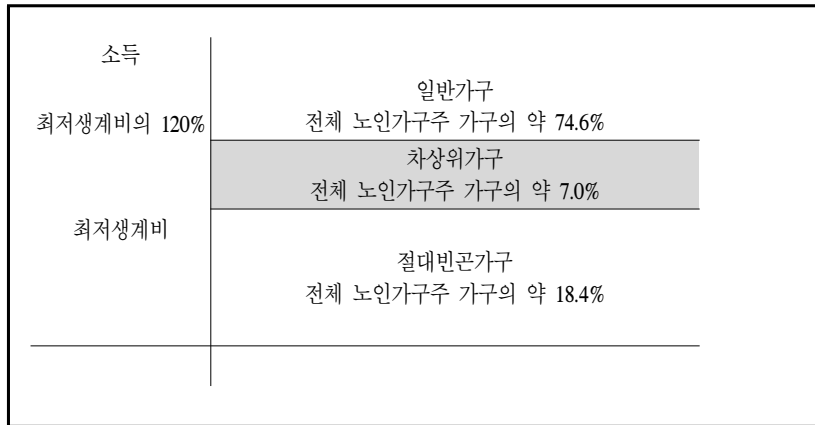 소득
일반가구
최저생계비의 120%
전체 노인가구주 가구의 약 74.6%
차상위가구
전체 노인가구주 가구의 약 7.0%
최저생계비
절대빈곤가구
전체 노인가구주 가구의 약 18.4%